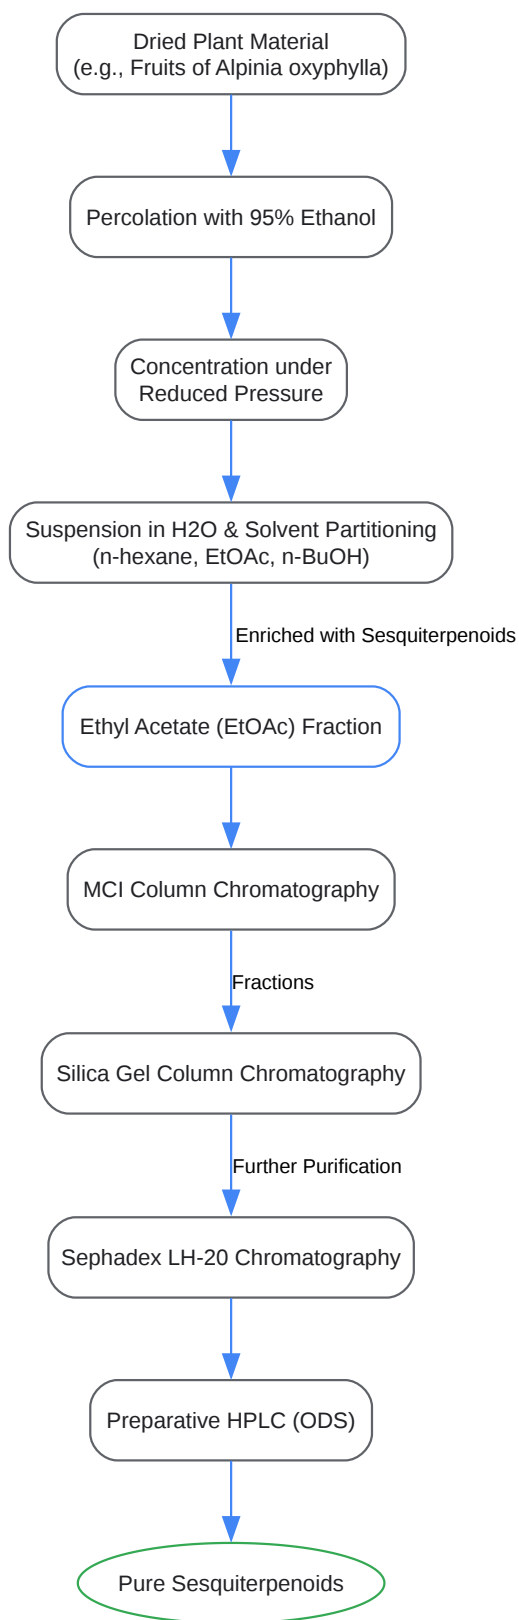 Dried Plant Material
(e.g., Fruits of Alpinia oxyphylla)
Percolation with 95% Ethanol
Concentration under
Reduced Pressure
Suspension in H2O & Solvent Partitioning
(n-hexane, EtOAc, n-BuOH)
Enriched with Sesquiterpenoids
Ethyl Acetate (EtOAc) Fraction
MCI Column Chromatography
Fractions
Silica Gel Column Chromatography
Further Purification
Sephadex LH-20 Chromatography
Preparative HPLC (ODS)
Pure Sesquiterpenoids